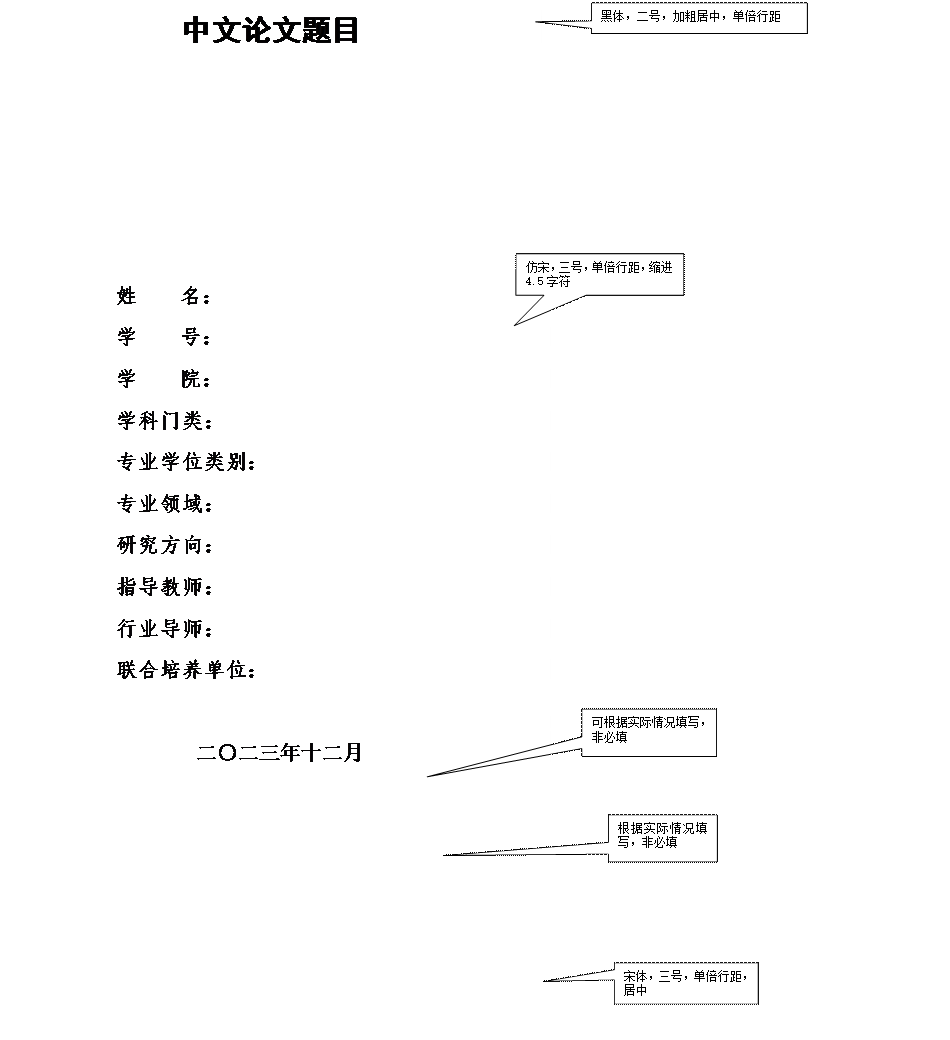 黑体，二号，加粗居中，单倍行距
中文论文题目
仿宋，三号，单倍行距，缩进
4.5字符
姓　　名：
学　　号：
学　　院：
学科门类：
专业学位类别：
专业领域：
研究方向：
指导教师：
行业导师：
联合培养单位：
可根据实际情况填写，
非必填
二〇二三年十二月
根据实际情况填
写，非必填
宋体，三号，单倍行距，
居中